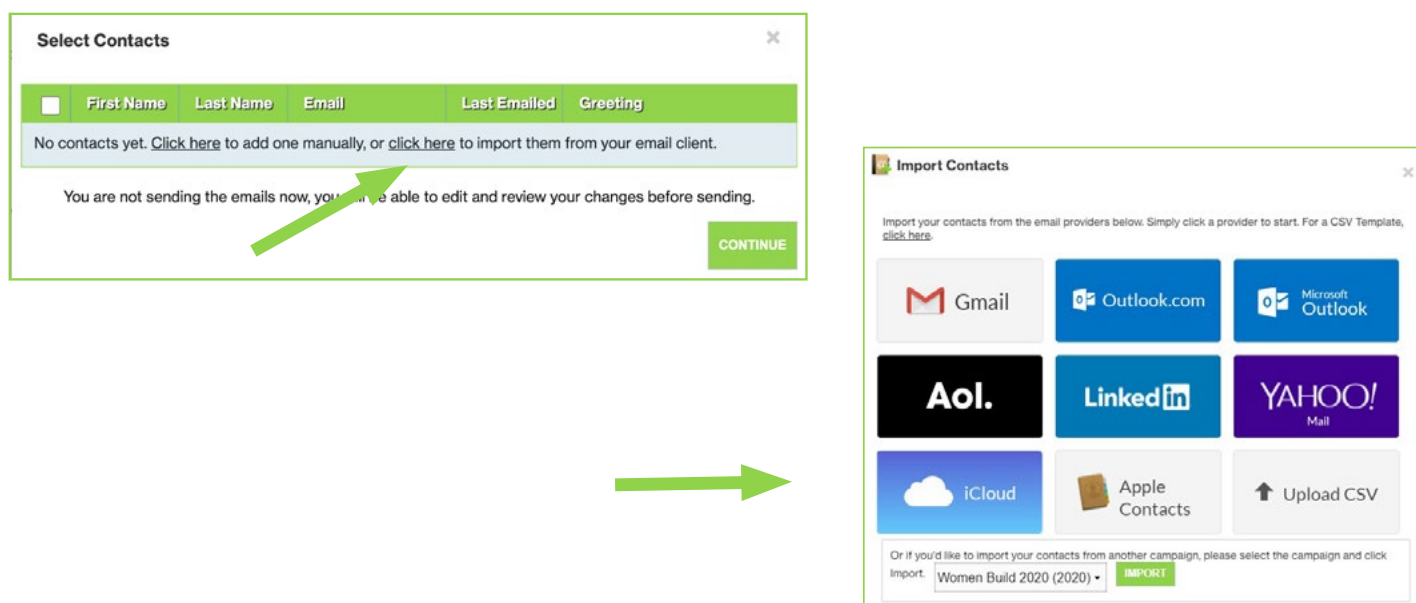 Select Contacts
×
First Name Last Name Email Last Emailed Greeting
No contacts yet. Click here to add one manually, or click here to import them from your email client.
You are not sending the emails now, able to edit and review your changes before sending.
CONTINUE
Import Contacts
×
Import your contacts from the email providers below. Simply click a provider to start. For a CSV Template,
click here.
Gmail
Outlook.com
Microsoft
Outlook
Aol.
Linked in
YAHOO!
Mail
iCloud
Apple
Contacts
Upload CSV
Or if you'd like to import your contacts from another campaign, please select the campaign and click
Import. Women Build 2020 (2020) IMPORT